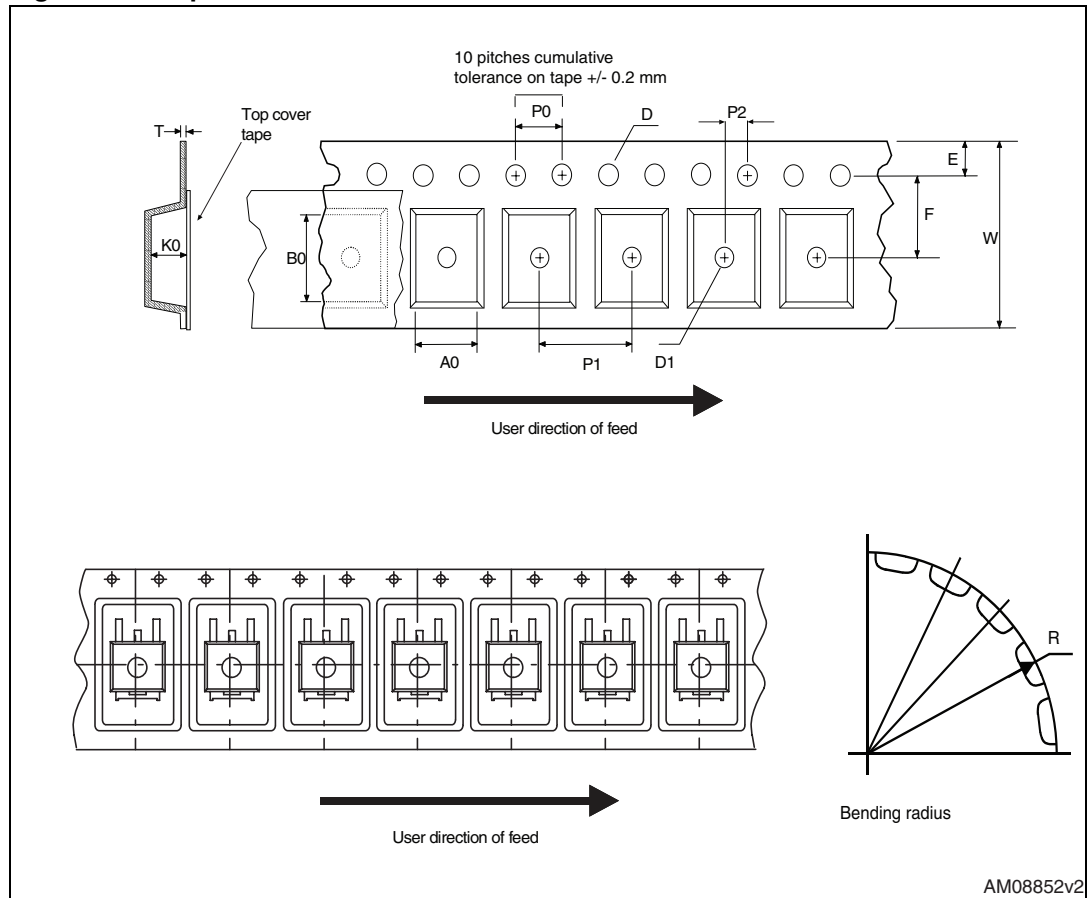 10 pitches cumulative
tolerance on tape +/- 0.2 mm
P0
D
P2
T
Top cover
tape
E
F
W
K0
B0
A0
P1
D1
User direction of feed
R
Bending radius
User direction of feed
AM08852v2